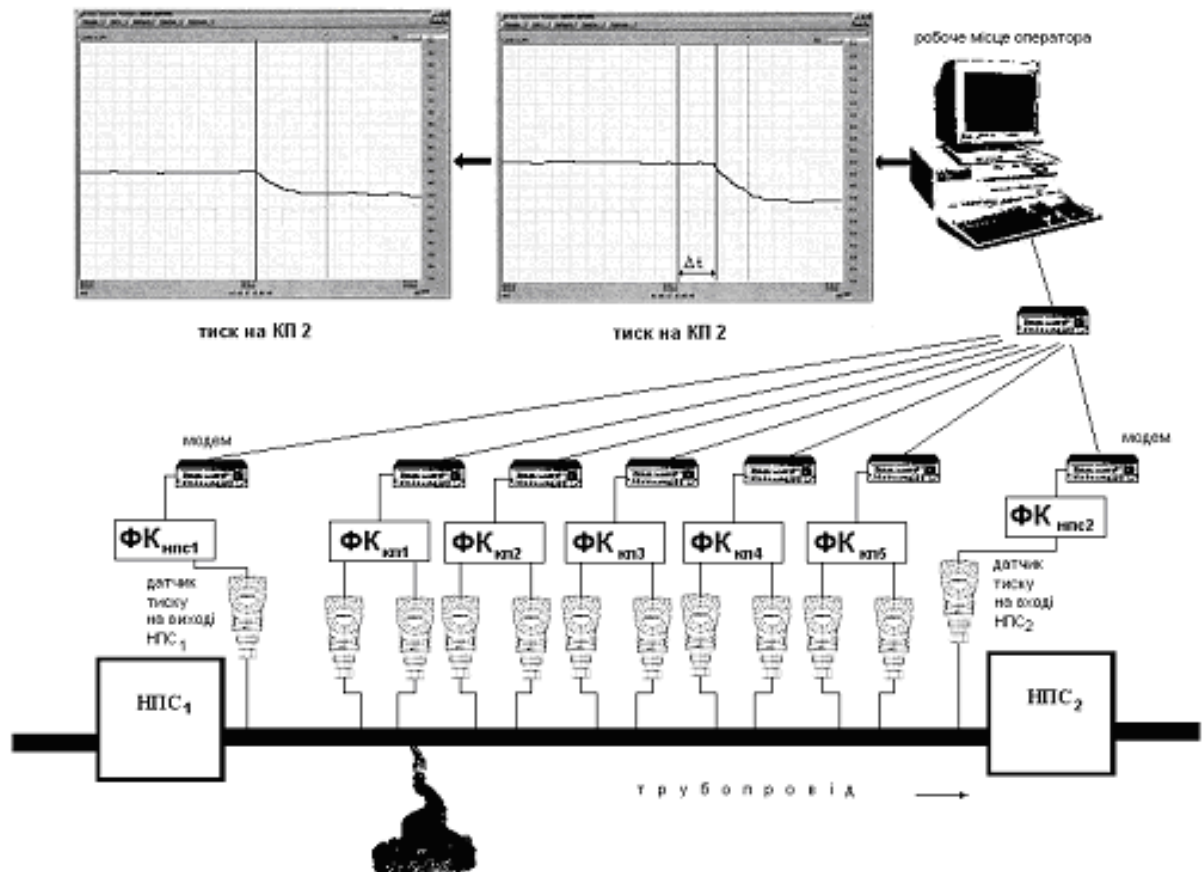 робоче місце оператора
Δt
тиск на КП 2
тиск на КП 2
модем
модем
ФКнпс1
ФКкп1
ФКкп2
ФКкп3
ФКкп4
ФКкп5
ФКнпс2
датчик
тиску
на виході
НПС1
датчик
тиску
на вході
НПС2
НПС1
НПС2
трубопровід